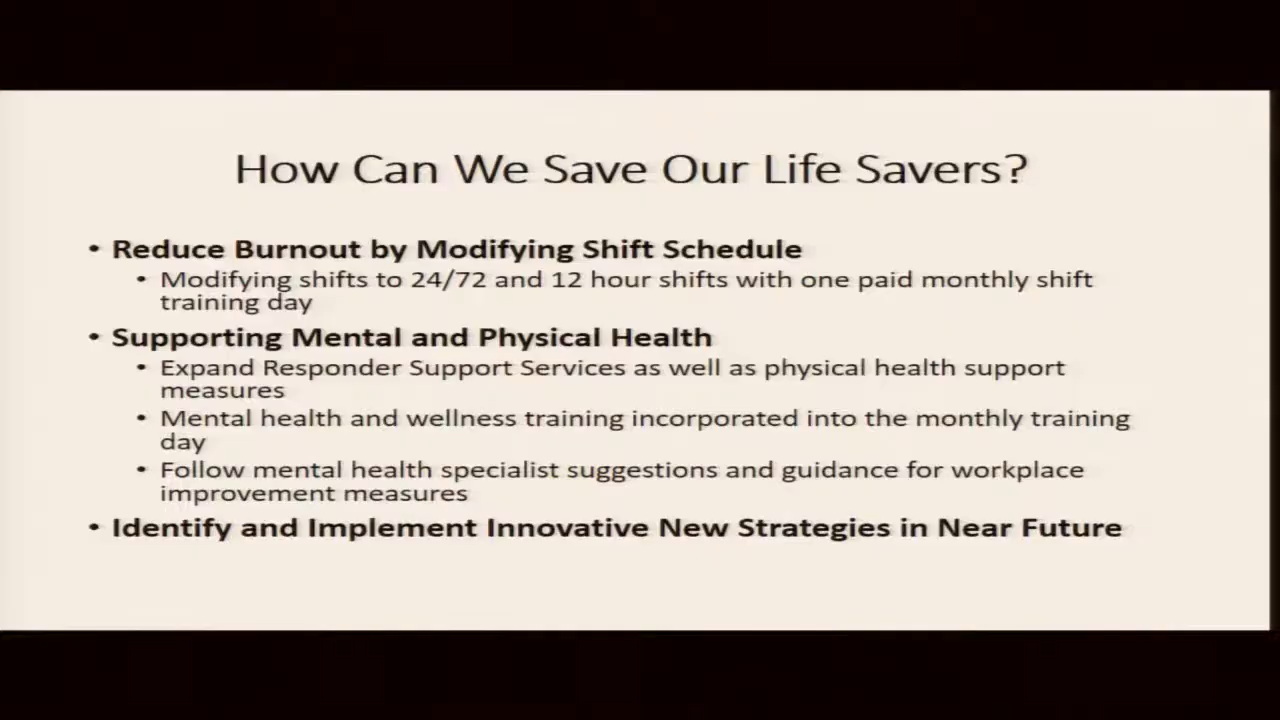 How Can We Save Our Life Savers?
• Reduce Burnout by Modifying Shift Schedule
• Modifying shifts to 24/72 and 12 hour shifts with one paid monthly shift
training day
• Supporting Mental and Physical Health
• Expand Responder Support Services as well as physical health support
measures
• Mental health and wellness training incorporated into the monthly training
day
• Follow mental health specialist suggestions and guidance for workplace
improvement measures
• Identify and Implement Innovative New Strategies in Near Future